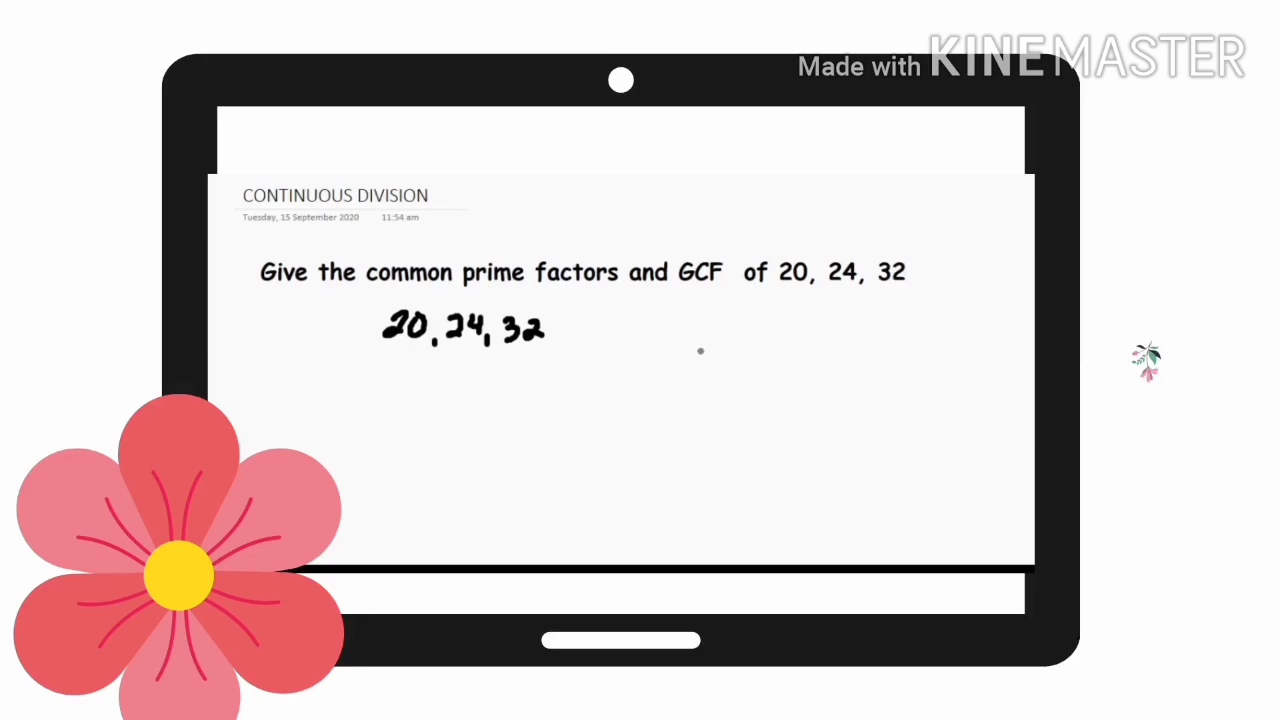 Made with KINEMASTER
CONTINUOUS DIVISION
Tuesday, 15 September 2020 11:54 am
Give the common prime factors and GCF of 20, 24, 32
20, 24, 32